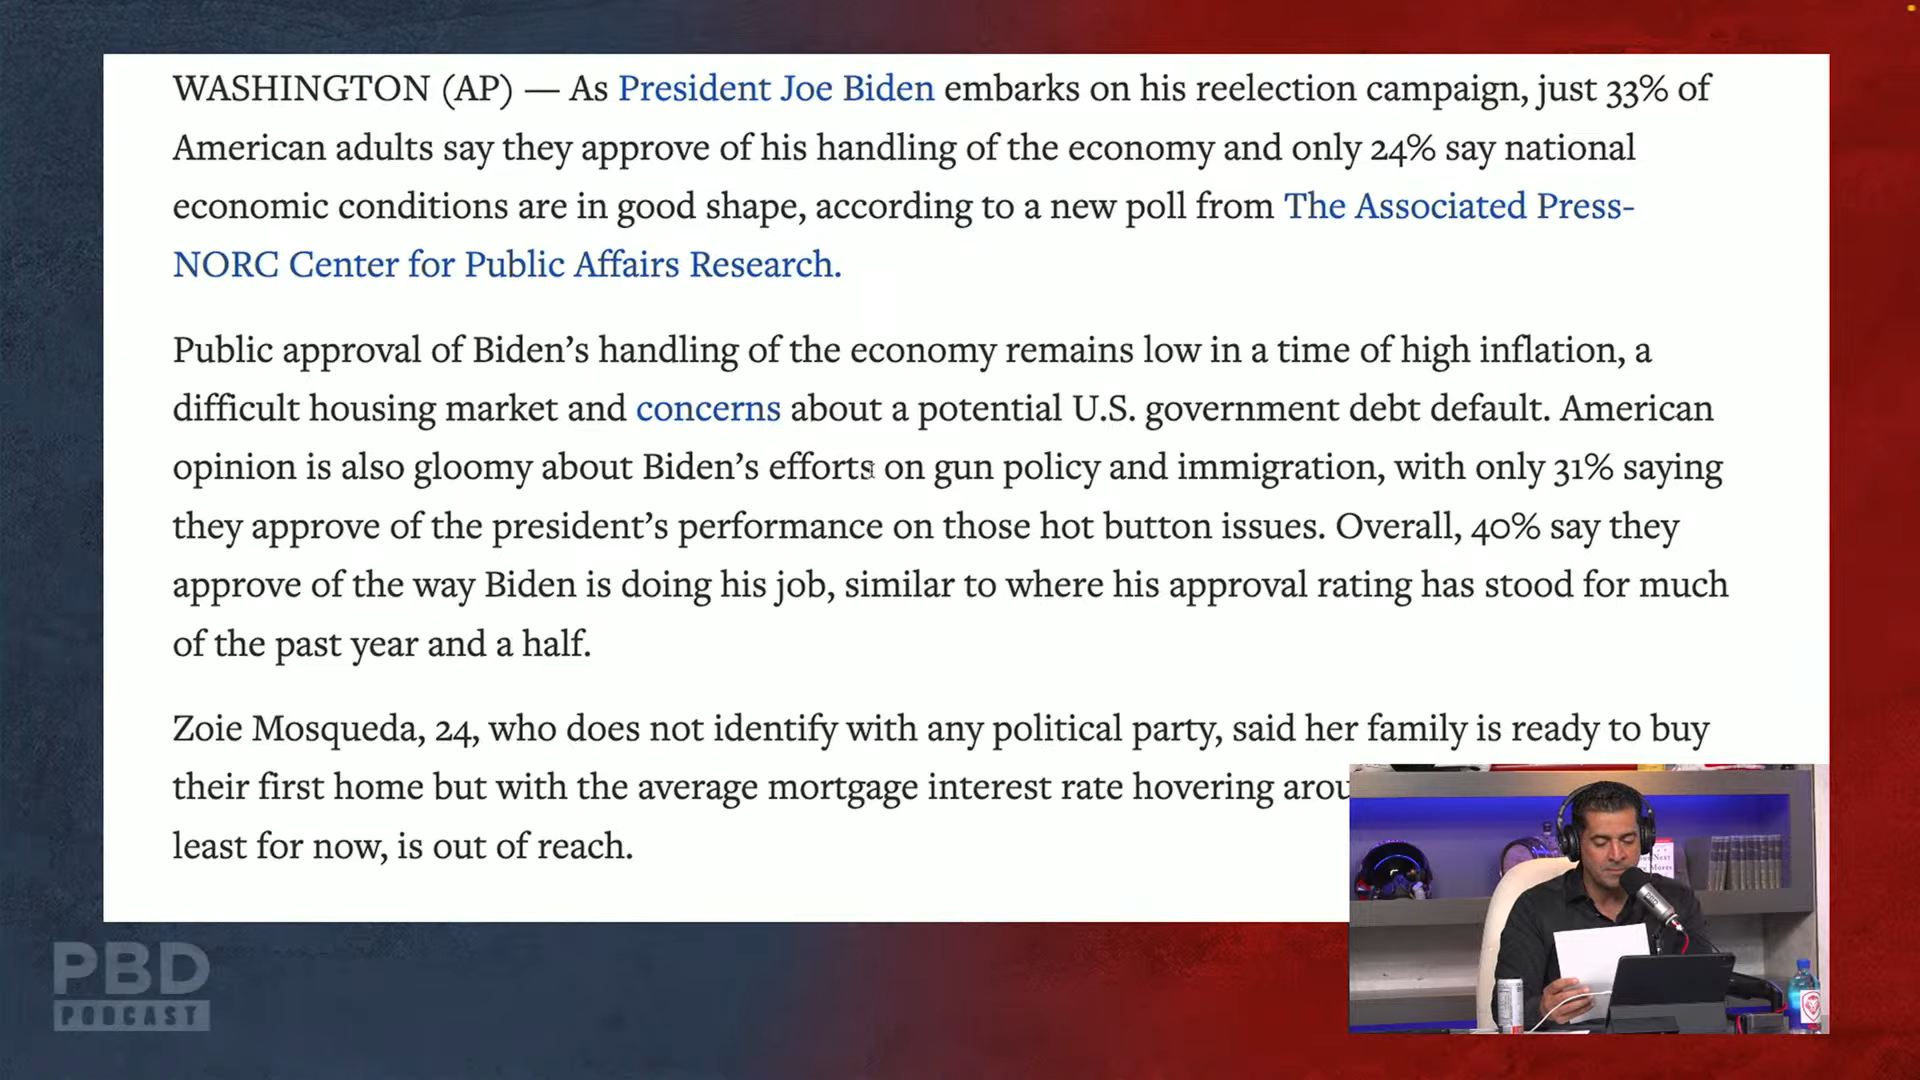 WASHINGTON (AP) — As President Joe Biden embarks on his reelection campaign, just 33% of
American adults say they approve of his handling of the economy and only 24% say national
economic conditions are in good shape, according to a new poll from The Associated Press-
NORC Center for Public Affairs Research.
Public approval of Biden’s handling of the economy remains low in a time of high inflation, a
difficult housing market and concerns about a potential U.S. government debt default. American
opinion is also gloomy about Biden’s efforts on gun policy and immigration, with only 31% saying
they approve of the president’s performance on those hot button issues. Overall, 40% say they
approve of the way Biden is doing his job, similar to where his approval rating has stood for much
of the past year and a half.
Zoie Mosqueda, 24, who does not identify with any political party, said her family is ready to buy
their first home but with the average mortgage interest rate hovering
least for now, is out of reach.
Next
Moves
PBD
PBD
PODCAST